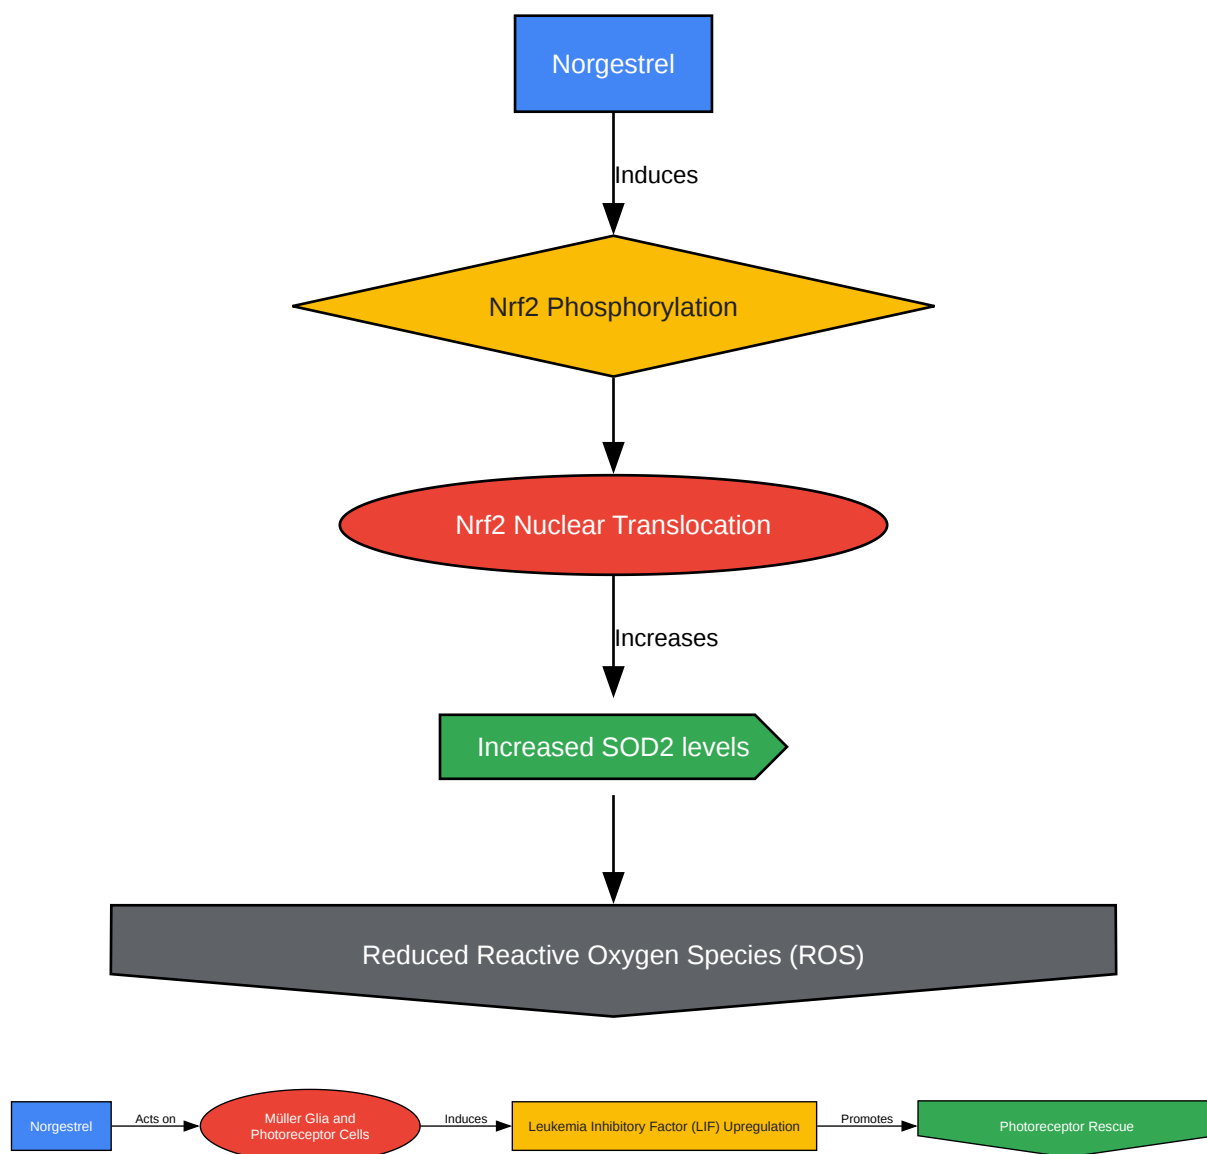 Norgestrel
Induces
Nrf2 Phosphorylation
Nrf2 Nuclear Translocation
Increases
Increased SOD2 levels
Reduced Reactive Oxygen Species (ROS)
Norgestrel
Acts on
Müller Glia and
Photoreceptor Cells
Induces
Leukemia Inhibitory Factor (LIF) Upregulation
Promotes
Photoreceptor Rescue